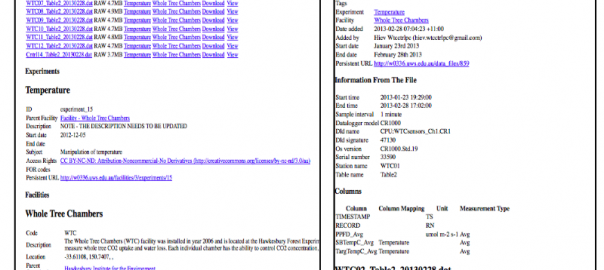 WTC07_Table2_20130228.dat RAW 4.7MB Temperature Whole Tree Chambers Download View
WTC08_Table2_20130228.dat RAW 4.9MB Temperature Whole Tree Chambers Download View
WTC09_Table2_20130228.dat RAW 4.8MB Temperature Whole Tree Chambers Download View
WTC10_Table2_20130228.dat RAW 4.7MB Temperature Whole Tree Chambers Download View
WTC11_Table2_20130228.dat RAW 4.7MB Temperature Whole Tree Chambers Download View
WTC12_Table2_20130228.dat RAW 4.7MB Temperature Whole Tree Chambers Download View
Cntrl14_Table2_20130228.dat RAW 3.7MB Temperature Whole Tree Chambers Download View
Experiments
Temperature
ID experiment_15
Parent Facility Facility - Whole Tree Chambers
Description NOTE - THE DESCRIPTION NEEDS TO BE UPDATED
Start date 2012-12-05
End date
Subject Manipulation of temperature
Access Rights CC BY-NC-ND: Attribution-Noncommercial-No Derivatives (http://creativecommons.org/licenses/by-nc-nd/3.0/au)
FOR codes
Persistent URL http://w0336.uws.edu.au/facilities/3/experiments/15
Facilities
Whole Tree Chambers
Code WTC
Description The Whole Tree Chambers (WTC) facility was installed in year 2006 and is located at the Hawkesbury Forest Experim
measure whole tree CO2 uptake and water loss. Each individual chamber has the ability to control CO2 concentration,
Location -33.61108, 150.7407, ,
Parent Hawkesbury Institute for the Environment
Tags
Experiment Temperature
Facility Whole Tree Chambers
Date added 2013-02-28 07:04:23 +11:00
Added by Hiev Wtcctripe (hiev.wtcctripe@gmail.com)
Start date January 23rd 2013
End date February 28th 2013
Persistent URL http://w0336.uws.edu.au/data_files/859
Information From The File
Start time 2013-01-23 19:29:00
End time 2013-02-28 17:02:00
Sample interval 1 minute
Datalogger model CR1000
Dld name CPU:WTCsensors_Ch1.CR1
Dld signature 47130
Os version CR1000.Std.19
Serial number 33500
Station name WTC01
Table name Table2
Columns
Column Column Mapping Unit Measurement Type
TIMESTAMP TS
RECORD RN
PPFD_Avg umol m-2 s-1 Avg
SBTempC_Avg Temperature Avg
TargTempC_Avg Temperature Avg
WTC02_Table2_20130228.dat